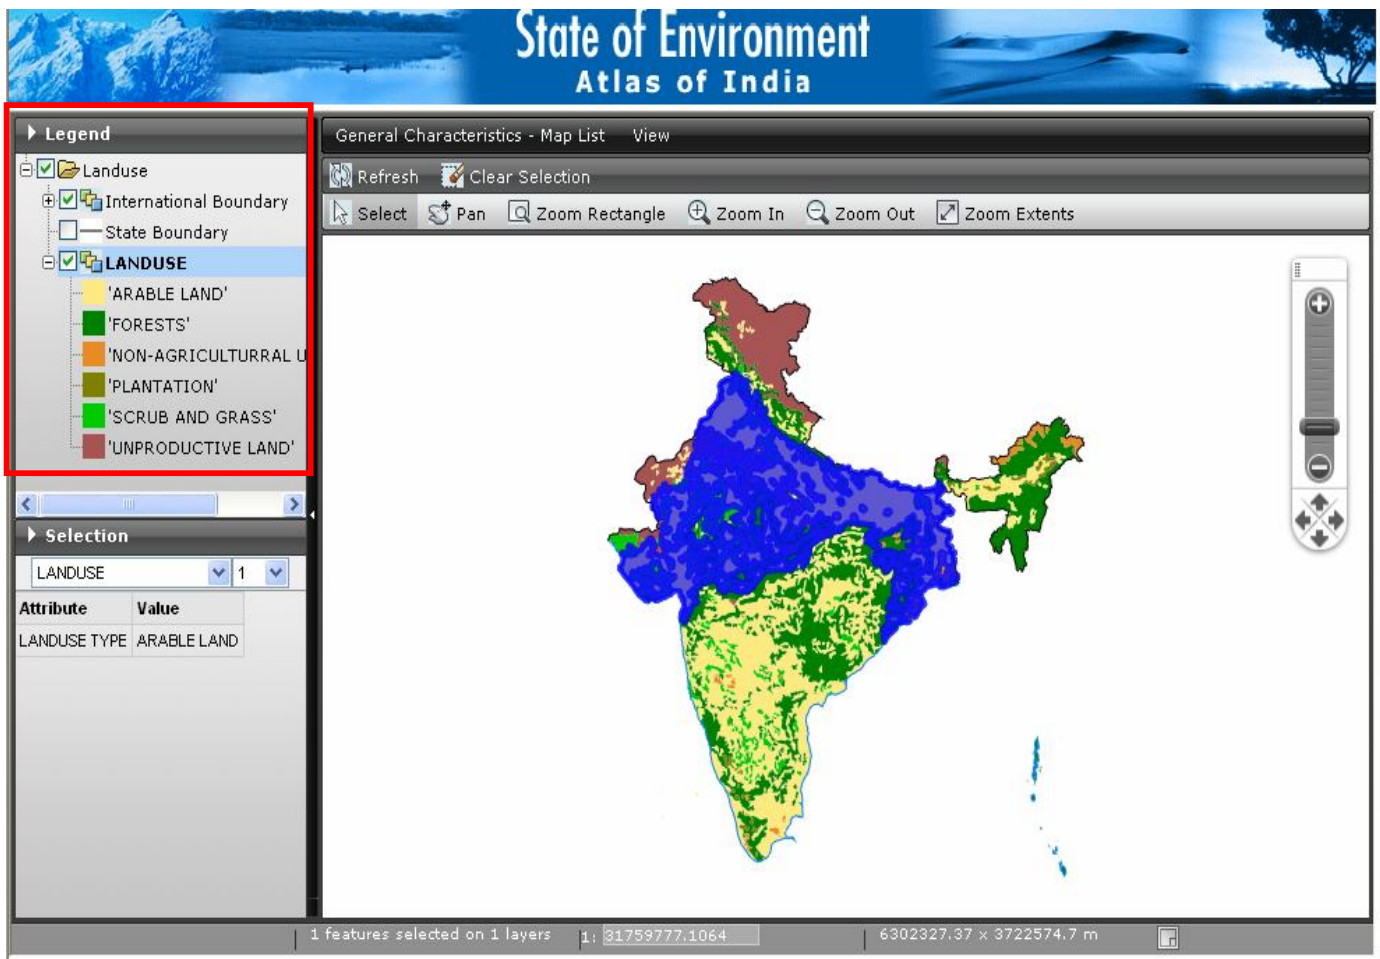 State of Environment
Atlas of India
Legend
Landuse
International Boundary
State Boundary
LANDUSE
'ARABLE LAND'
'FORESTS'
'NON-AGRICULTURRAL U
'PLANTATION'
'SCRUB AND GRASS'
'UNPRODUCTIVE LAND'
Selection
LANDUSE 1
Attribute Value
LANDUSE TYPE ARABLE LAND
General Characteristics - Map List View
Refresh Clear Selection
Select Pan Zoom Rectangle Zoom In Zoom Out Zoom Extents
1 features selected on 1 layers 1: 31759777.1064 6302327.37 x 3722574.7 m